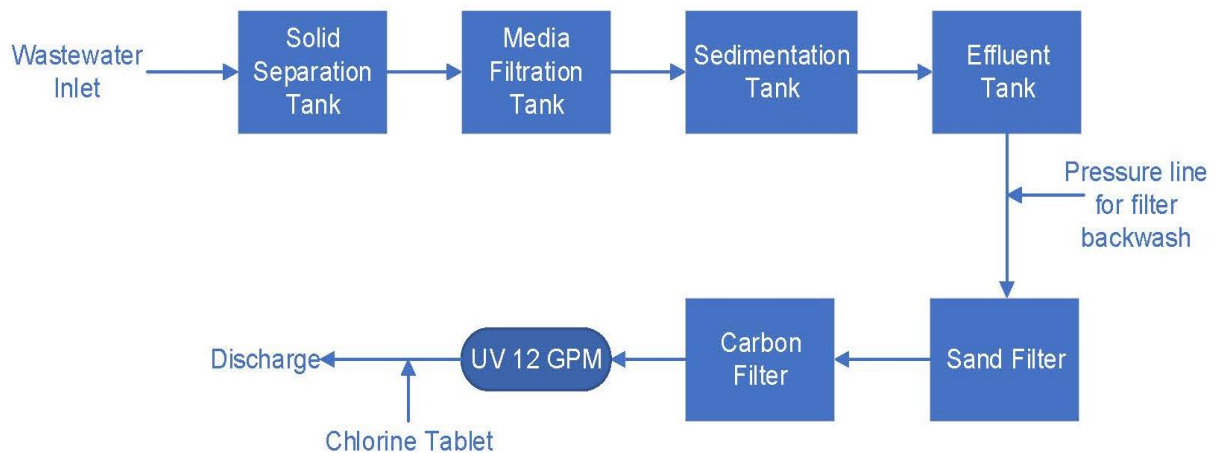 Wastewater
Inlet
Solid
Separation
Tank
Media
Filtration
Tank
Sedimentation
Tank
Effluent
Tank
Pressure line
for filter
backwash
Sand Filter
Carbon
Filter
UV 12 GPM
Discharge
Chlorine Tablet